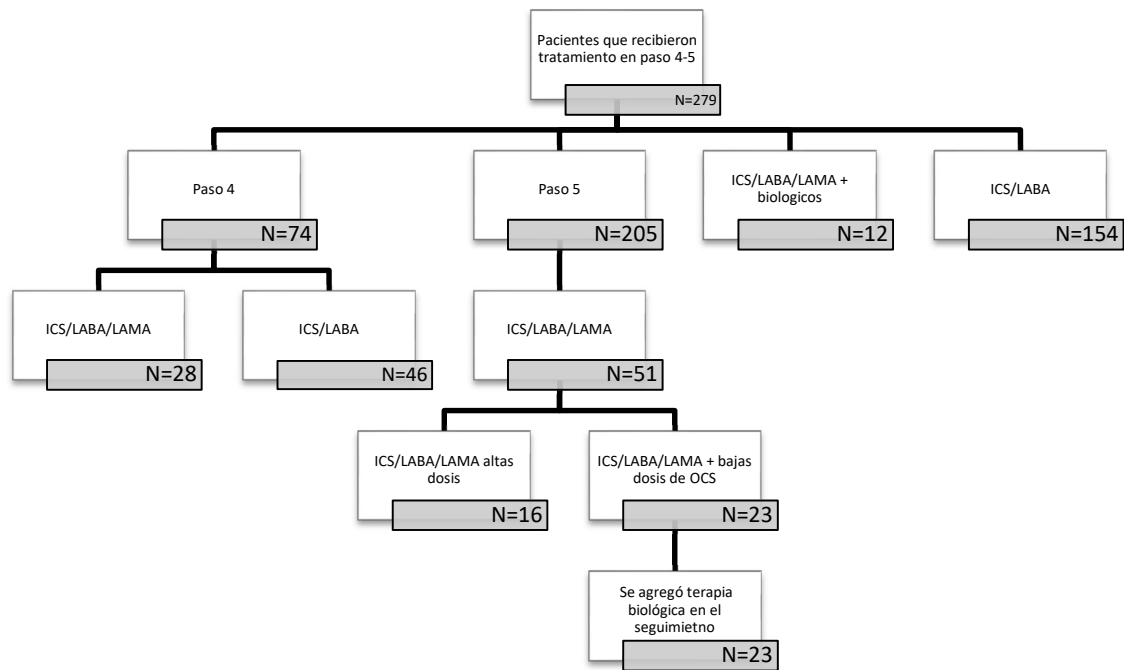 Pacientes que recibieron
tratamiento en paso 4-5
N=279
Paso 4
N=74
Paso 5
N=205
ICS/LABA/LAMA +
biologicos
N=12
ICS/LABA
N=154
ICS/LABA/LAMA
N=28
ICS/LABA
N=46
ICS/LABA/LAMA
N=51
ICS/LABA/LAMA altas
dosis
N=16
ICS/LABA/LAMA + bajas
dosis de OCS
N=23
Se agregó terapia
biológica en el
seguimietno
N=23